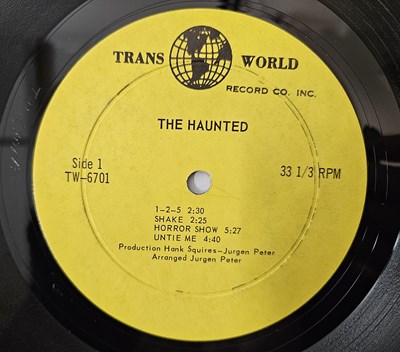 TRANS WORLD
RECORD CO. INC.
THE HAUNTED
Side 1 33 1/3 RPM
TW-6701
1-2-5 2:30
SHAKE 2:25
HORROR SHOW 5:27
UNTIE ME 4:40
Production Hank Squires-Jurgen Peter
Arranged Jurgen Peter